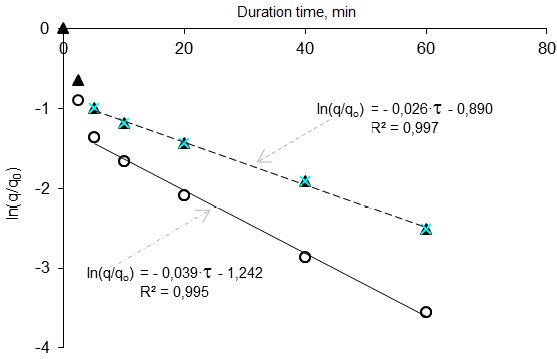 Duration time, min
0 20 40 60 80
0
-1
-2
-3
-4
ln(q/q₀)
ln(q/qₒ) = - 0,026·τ - 0,890
R² = 0,997
ln(q/qₒ) = - 0,039·τ - 1,242
R² = 0,995